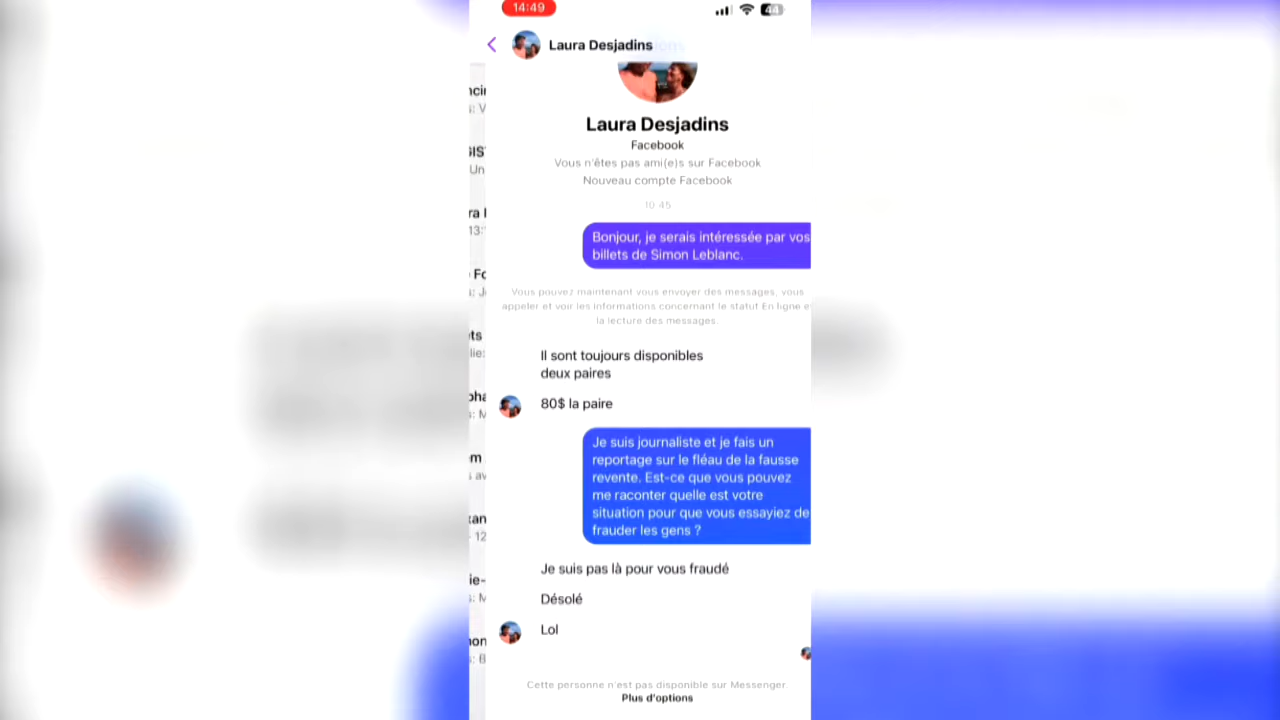 14:49
44
Laura Desjadins
Laura Desjadins
Facebook
Vous n'êtes pas ami(e)s sur Facebook
Nouveau compte Facebook
10:45
Bonjour, je serais intéressée par vos
billets de Simon Leblanc.
Vous pouvez maintenant vous envoyer des messages, vous
appeler et voir les informations concernant le statut En ligne et
la lecture des messages.
Il sont toujours disponibles
deux paires
80$ la paire
Je suis journaliste et je fais un
reportage sur le fléau de la fausse
revente. Est-ce que vous pouvez
me raconter quelle est votre
situation pour que vous essayiez de
frauder les gens ?
Je suis pas là pour vous fraudé
Désolé
Lol
Cette personne n'est pas disponible sur Messenger.
Plus d'options